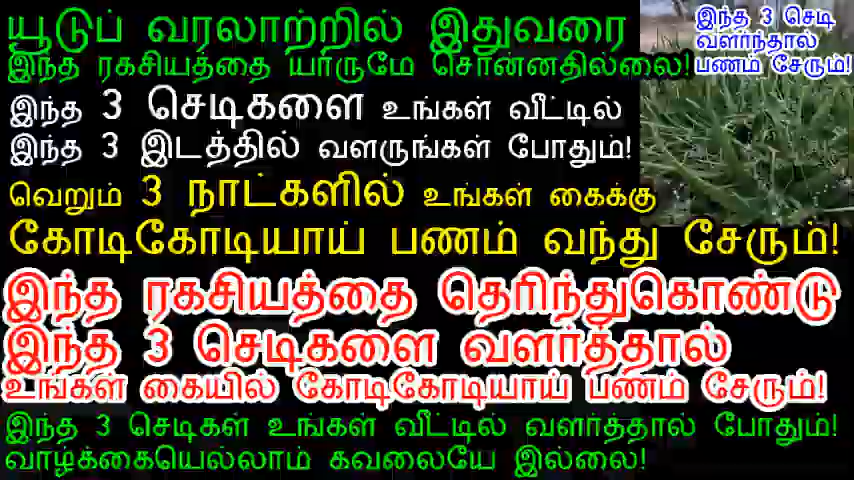 யூடுப் வரலாற்றில் இதுவரை
இந்த ரகசியத்தை யாருமே சொன்னதில்லை!
இந்த 3 செடி
வளர்ந்தால்
பணம் சேரும்!
இந்த 3 செடிகளை உங்கள் வீட்டில்
இந்த 3 இடத்தில் வளருங்கள் போதும்!
வெறும் 3 நாட்களில் உங்கள் கைக்கு
கோடிகோடியாய் பணம் வந்து சேரும்!
இந்த ரகசியத்தை தெரிந்துகொண்டு
இந்த 3 செடிகளை வளர்த்தால்
உங்கள் கையில் கோடிகோடியாய் பணம் சேரும்!
இந்த 3 செடிகள் உங்கள் வீட்டில் வளர்த்தால் போதும்!
வாழ்க்கையெல்லாம் கவலையே இல்லை!